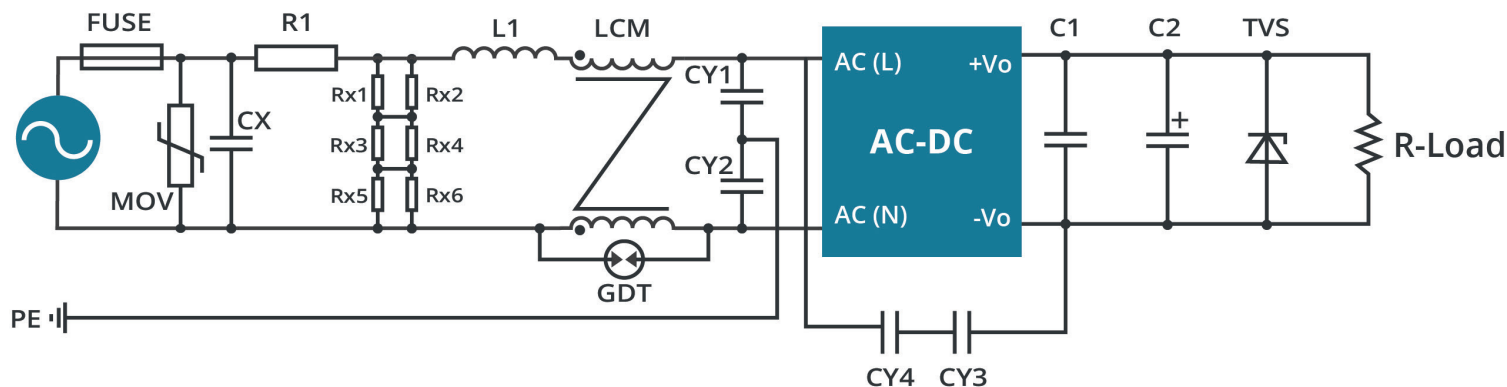 FUSE
R1
L1
LCM
C1
C2
TVS
CY1
AC (L)
+Vo
Rx1
Rx2
CX
+
AC-DC
R-Load
Rx3
Rx4
CY2
MOV
Rx5
Rx6
AC (N)
-Vo
GDT
PE
CY4
CY3